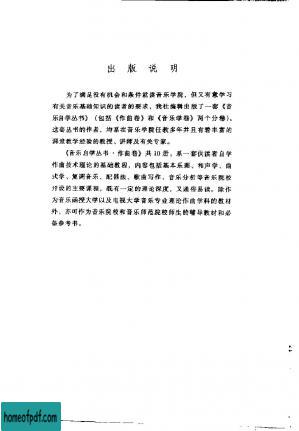 出版说明
为了满足没有机会和条件就读音乐学院，但又有意学习
有关音乐基础知识的读者的要求，我社编辑出版了一套《音
乐自学丛书》（包括《作曲卷》和《音乐学卷》两个分卷）。
这套丛书的作者，均系在音乐学院任教多年并且有着丰富的
课堂教学经验的教授、讲师及有关专家。
《音乐自学丛书·作曲卷》共10册，系一套供读者自学
作曲技术理论的基础教程，内容包括基本乐理、和声学、曲
式学、复调音乐、配器法、歌曲写作、音乐分析等音乐院校
开设的主要课程，既有一定的理论深度，又通俗易读。除作
为音乐函授大学以及电视大学音乐专业理论作曲学科的教材
外，亦可作为音乐院校和音乐师范院校师生的辅导教材和必
备参考书。
homeofpdf.com
homeofpdf.com